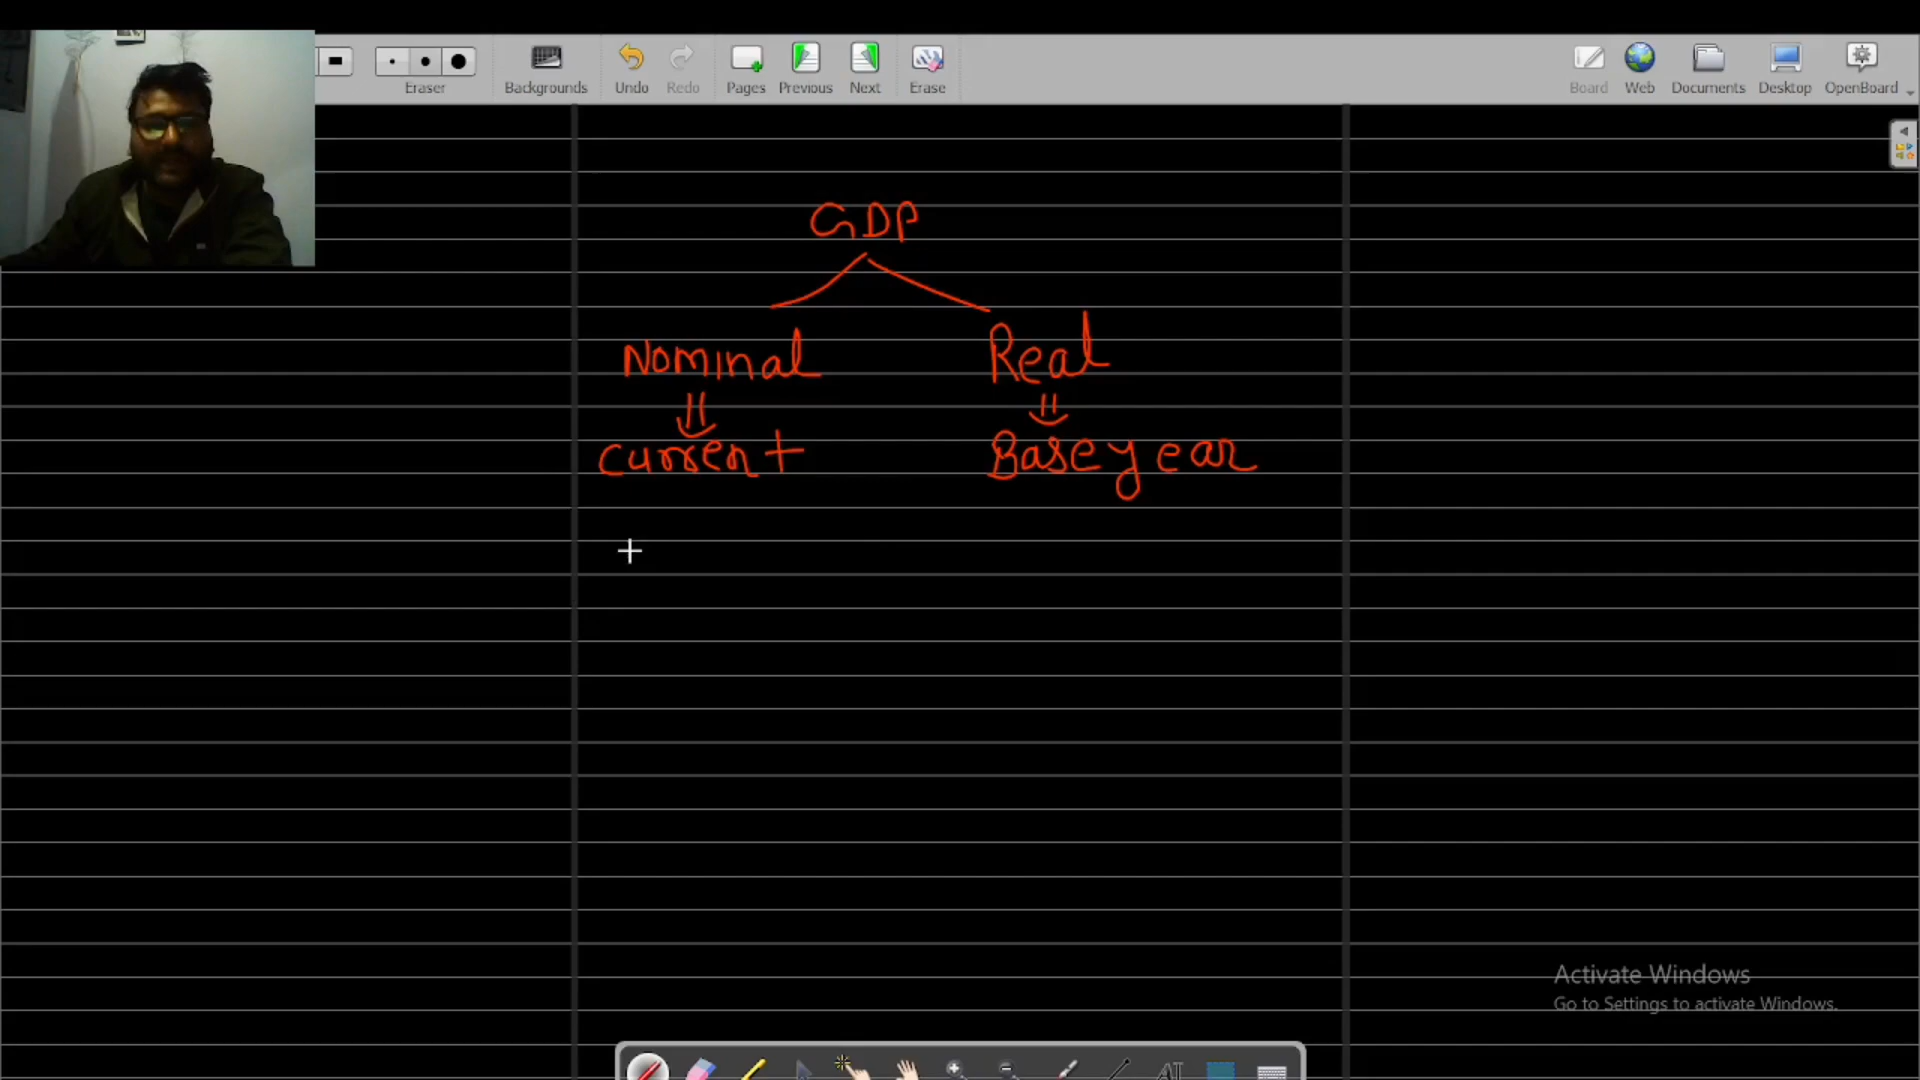 Eraser Backgrounds Undo Redo Pages Previous Next Erase Board Web Documents Desktop OpenBoard
GDP
Nominal Real
Current Base year
Activate Windows
Go to Settings to activate Windows.